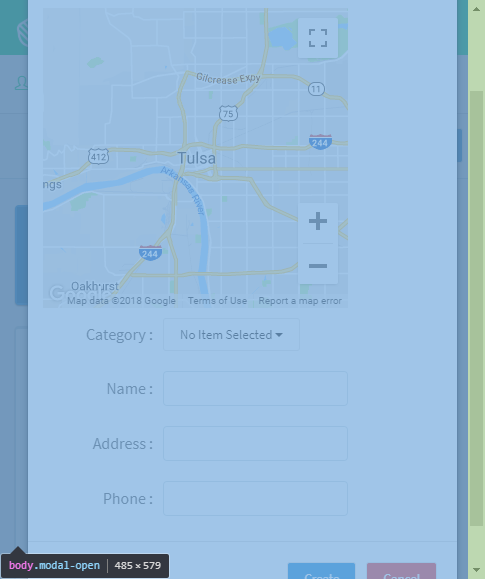 Gilcrease Expy
11
75
244
412
Tulsa
ngs
Arkansas River
244
Oakhurst
Google
Map data ©2018 Google Terms of Use Report a map error
Category : No Item Selected
Name :
Address :
Phone :
body.modal-open 485 × 579
Create Cancel